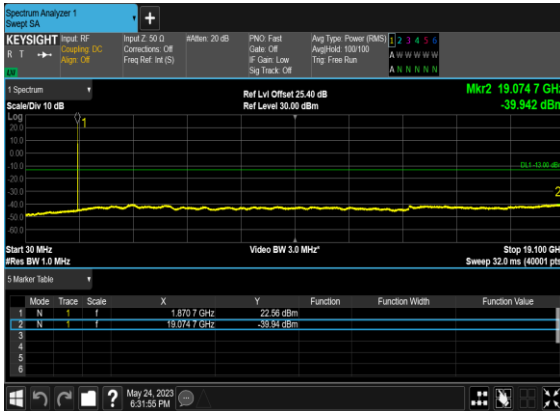 Spectrum Analyzer 1
Swept SA
KEYSIGHT
R T
Input: RF
Coupling: DC
Align: Off
Input Z: 50 Ω
Corrections: Off
Freq Ref: Int (S)
#Atten: 20 dB
PNO: Fast
Gate: Off
IF Gain: Low
Sig Track: Off
Avg Type: Power (RMS)
Avg|Hold: 100/100
Trig: Free Run
1 2 3 4 5 6
A W W W W W
A N N N N N
1 Spectrum
Scale/Div 10 dB
Ref Lvl Offset 25.40 dB
Ref Level 30.00 dBm
Mkr2 19.074 7 GHz
-39.942 dBm
Log
1
20.0
10.0
0.00
-10.0
DL1 -13.00 dBm
-20.0
-30.0
2
-40.0
-50.0
-60.0
Start 30 MHz
#Res BW 1.0 MHz
Video BW 3.0 MHz*
Stop 19.100 GHz
Sweep 32.0 ms (40001 pts)
5 Marker Table
Mode Trace Scale X Y Function Function Width Function Value
1 N 1 f 1.870 7 GHz 22.56 dBm
2 N 1 f 19.074 7 GHz -39.94 dBm
3
4
5
6
?
May 24, 2023
6:31:55 PM